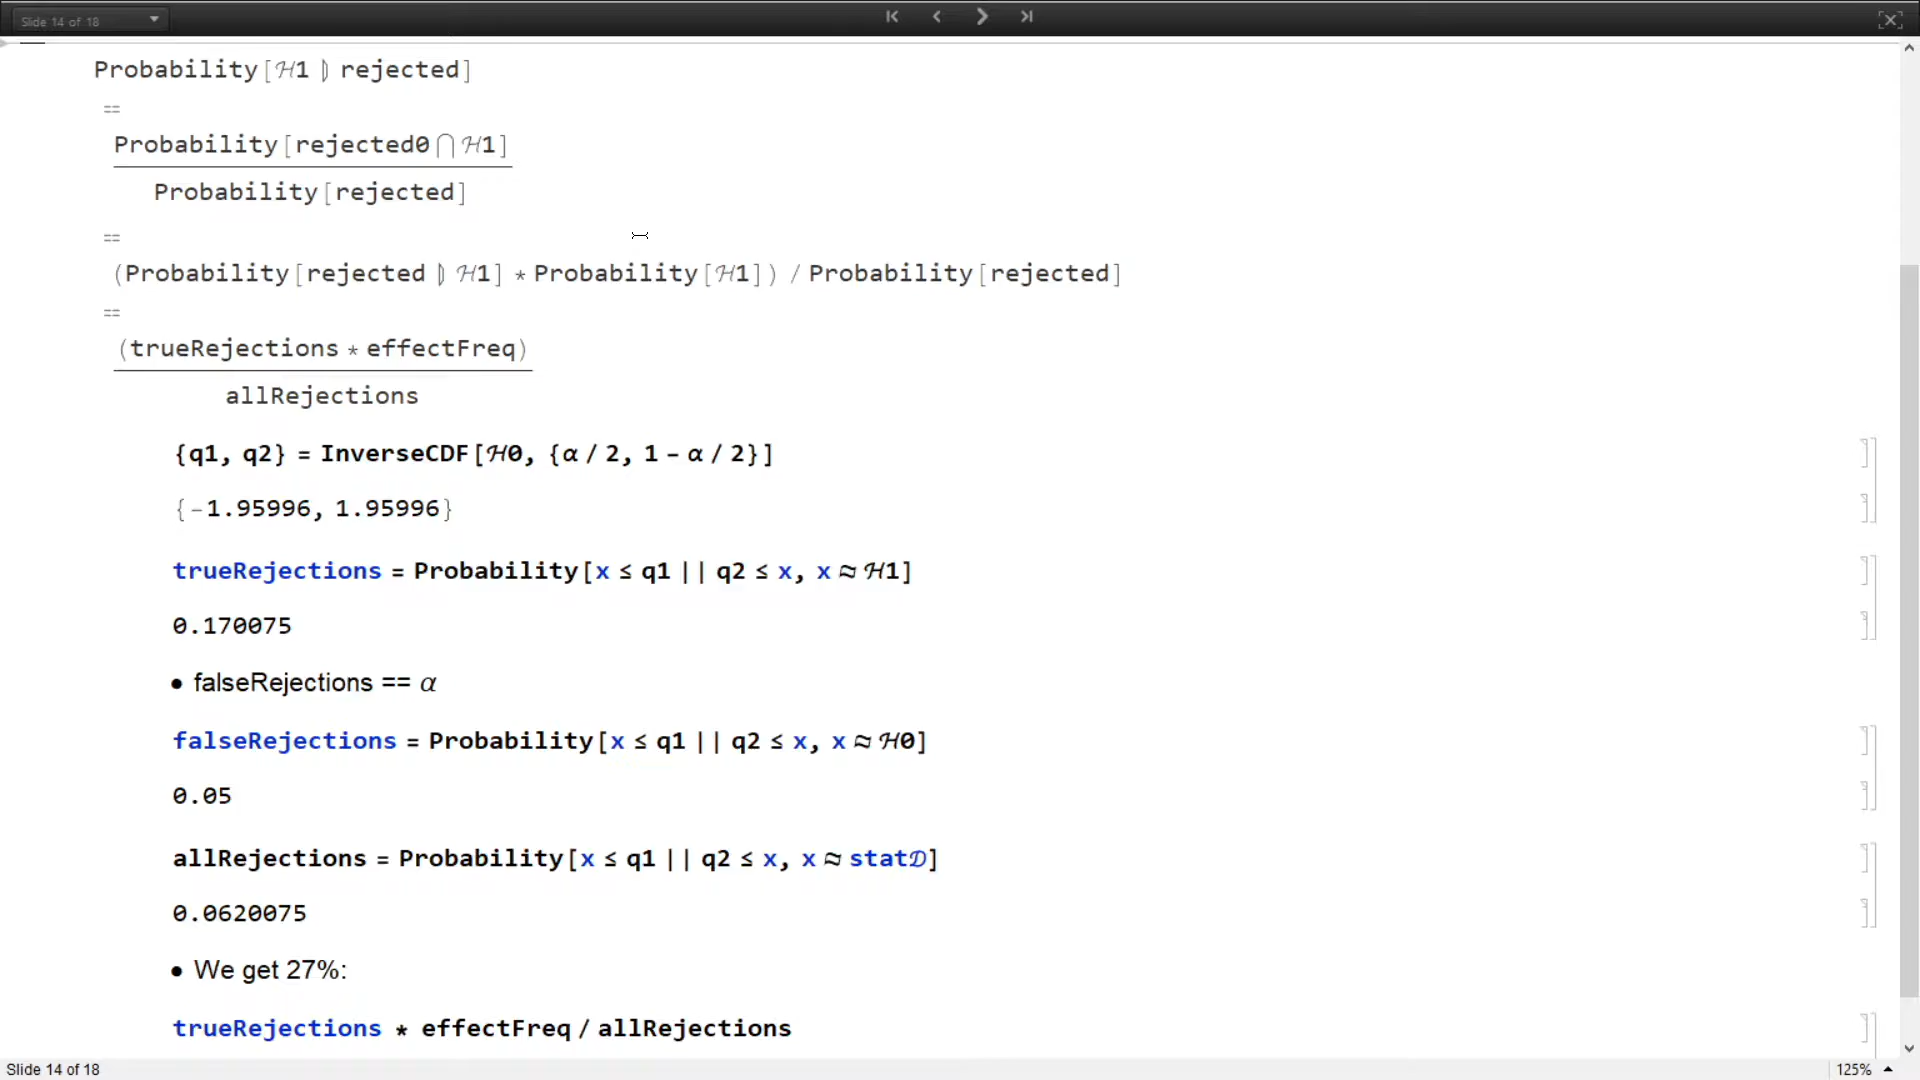 Slide 14 of 18
Probability[ℋ1 ⦈ rejected]
==
Probability[rejected0 ⋂ ℋ1]
Probability[rejected]
==
(Probability[rejected ⦈ ℋ1] * Probability[ℋ1]) / Probability[rejected]
==
(trueRejections * effectFreq)
allRejections
{q1, q2} = InverseCDF[ℋ0, {α / 2, 1 - α / 2}]
{-1.95996, 1.95996}
trueRejections = Probability[x ≤ q1 || q2 ≤ x, x ≈ ℋ1]
0.170075
• falseRejections == α
falseRejections = Probability[x ≤ q1 || q2 ≤ x, x ≈ ℋ0]
0.05
allRejections = Probability[x ≤ q1 || q2 ≤ x, x ≈ stat𝒟]
0.0620075
• We get 27%:
trueRejections * effectFreq / allRejections
Slide 14 of 18
125%